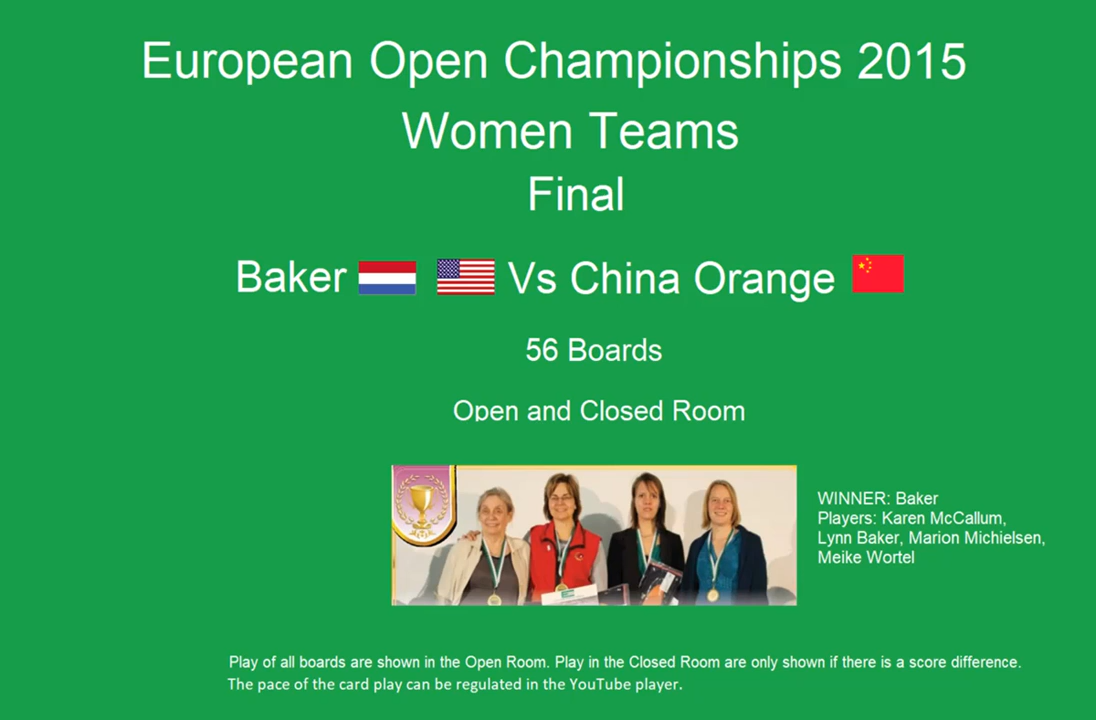 European Open Championships 2015
Women Teams
Final
Baker Vs China Orange
56 Boards
Open and Closed Room
WINNER: Baker
Players: Karen McCallum,
Lynn Baker, Marion Michielsen,
Meike Wortel
Play of all boards are shown in the Open Room. Play in the Closed Room are only shown if there is a score difference.
The pace of the card play can be regulated in the YouTube player.